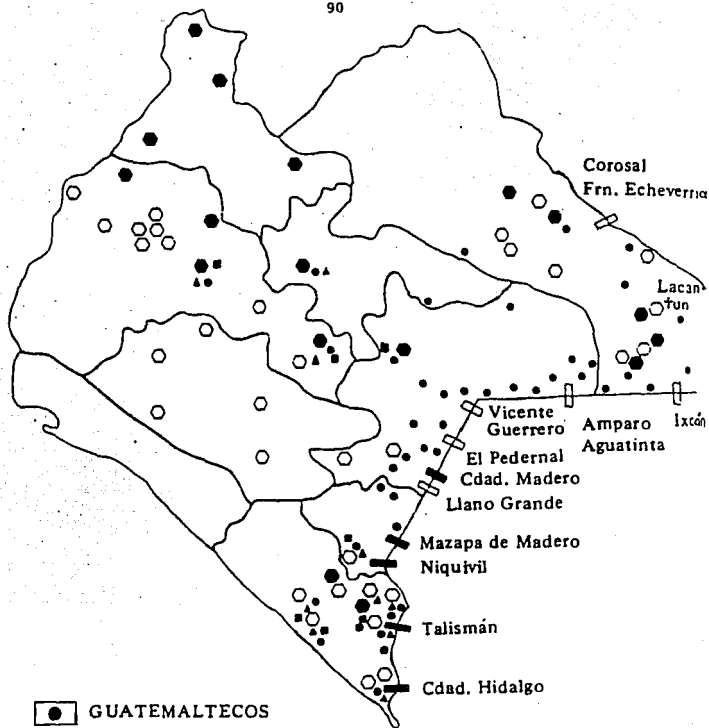 90
Corosal
Frn. Echeverria
Lacan
tun
Vicente
Guerrero
Amparo
Aguatinta
Ixcán
El Pedernal
Cdad. Madero
Llano Grande
Mazapa de Madero
Niquivil
Talismán
Cdad. Hidalgo
GUATEMALTECOS